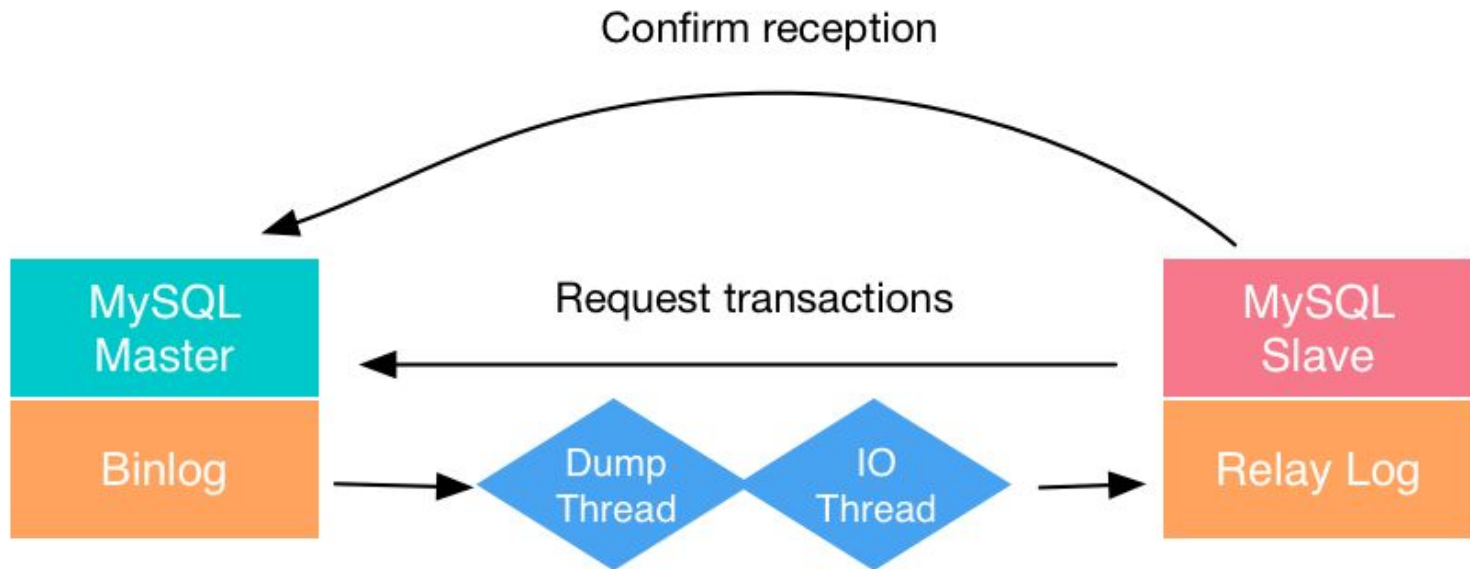 Confirm reception
MySQL
Master
Request transactions
MySQL
Slave
Binlog
Dump
Thread
IO
Thread
Relay Log